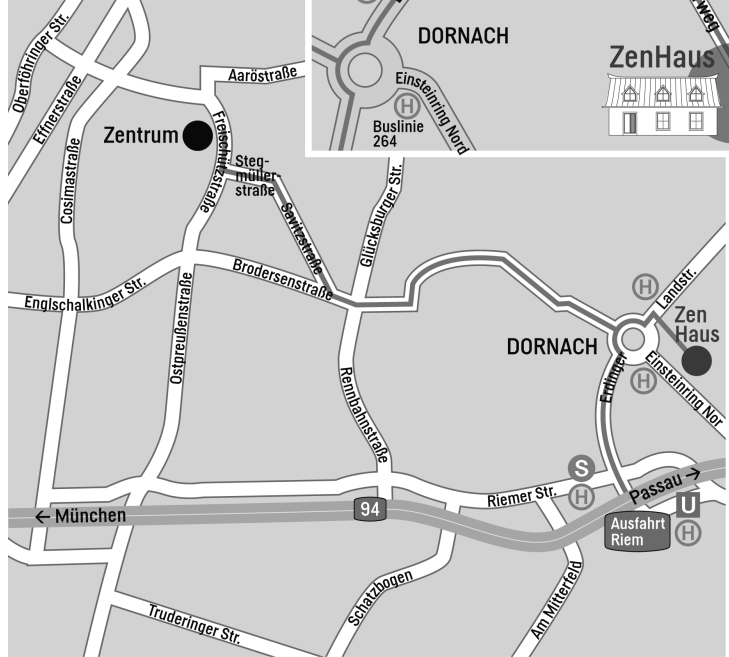 Oberföhringer Str.
Effnerstraße
Cosimastraße
Zentrum
Aaröstraße
Freischützstraße
Steg-
müller-
straße
Savitzstraße
Glücksburger Str.
Englschalkinger Str.
Brodersenstraße
Ostpreußenstraße
Rennbahnstraße
DORNACH
Einsteinring Nord
H
Buslinie
264
ZenHaus
weg
H
Landstr.
Zen
Haus
DORNACH
H
Erdinger
Einsteinring Nor
S
H
Riemer Str.
Passau →
U
H
Ausfahrt
Riem
94
← München
Schatzbogen
Am Mitterfeld
Truderinger Str.